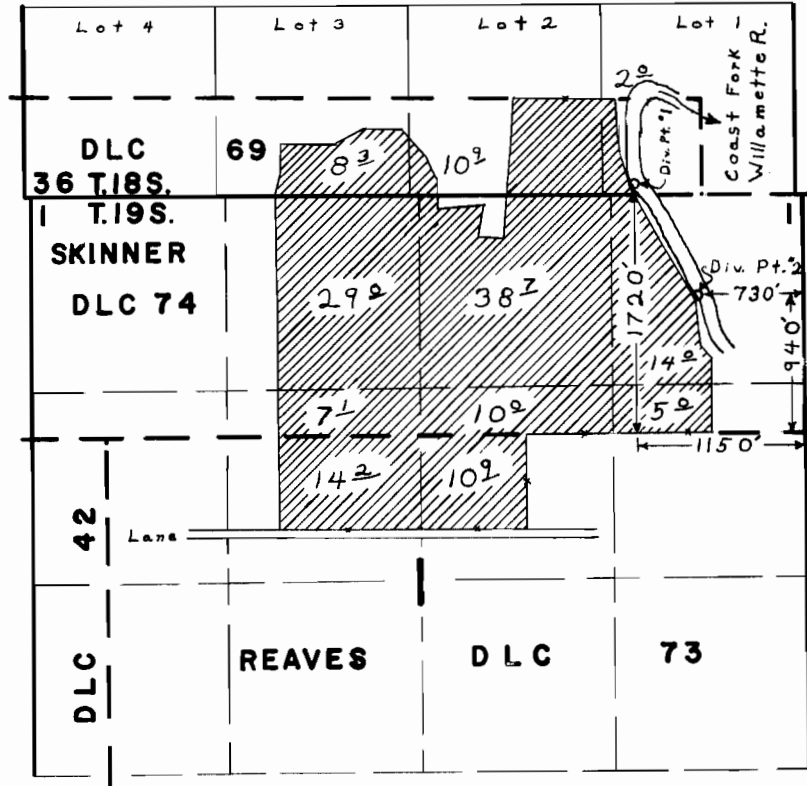 Lot 4 Lot 3 Lot 2 Lot 1
2 0
Coast Fork
Willamette R.
Div. Pt. #1
DLC 69
8 3
10 9
36 T.18S.
1 T.19S.
SKINNER
DLC 74
29 0
38 7
1720'
Div. Pt. #2
730'
940'
14 0
7 1
10 0
5 0
1150'
14 2
10 9
Lane
42
DLC
REAVES DLC 73